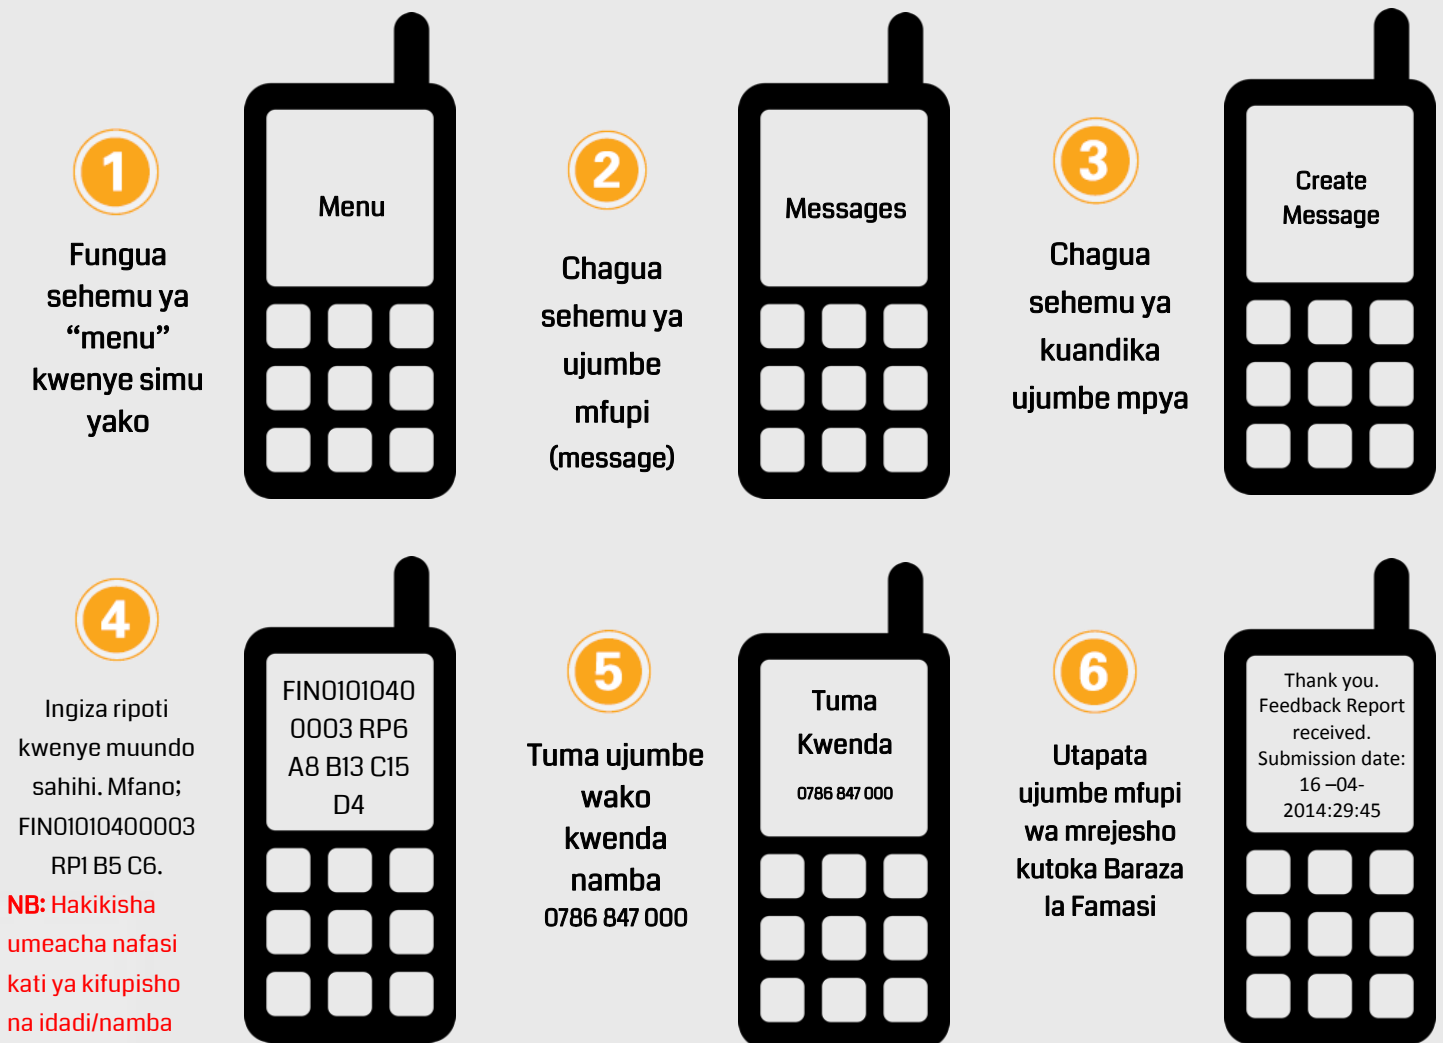 1
Fungua
sehemu ya
“menu”
kwenye simu
yako
Menu
2
Chagua
sehemu ya
ujumbe
mfupi
(message)
Messages
3
Chagua
sehemu ya
kuandika
ujumbe mpya
Create
Message
4
Ingiza ripoti
kwenye muundo
sahihi. Mfano;
FIN01010400003
RP1 B5 C6.
NB: Hakikisha
umeacha nafasi
kati ya kifupisho
na idadi/namba
FIN0101040
0003 RP6
A8 B13 C15
D4
5
Tuma ujumbe
wako
kwenda
namba
0786 847 000
Tuma
Kwenda
0786 847 000
6
Utapata
ujumbe mfupi
wa mrejesho
kutoka Baraza
la Famasi
Thank you.
Feedback Report
received.
Submission date:
16 –04-
2014:29:45